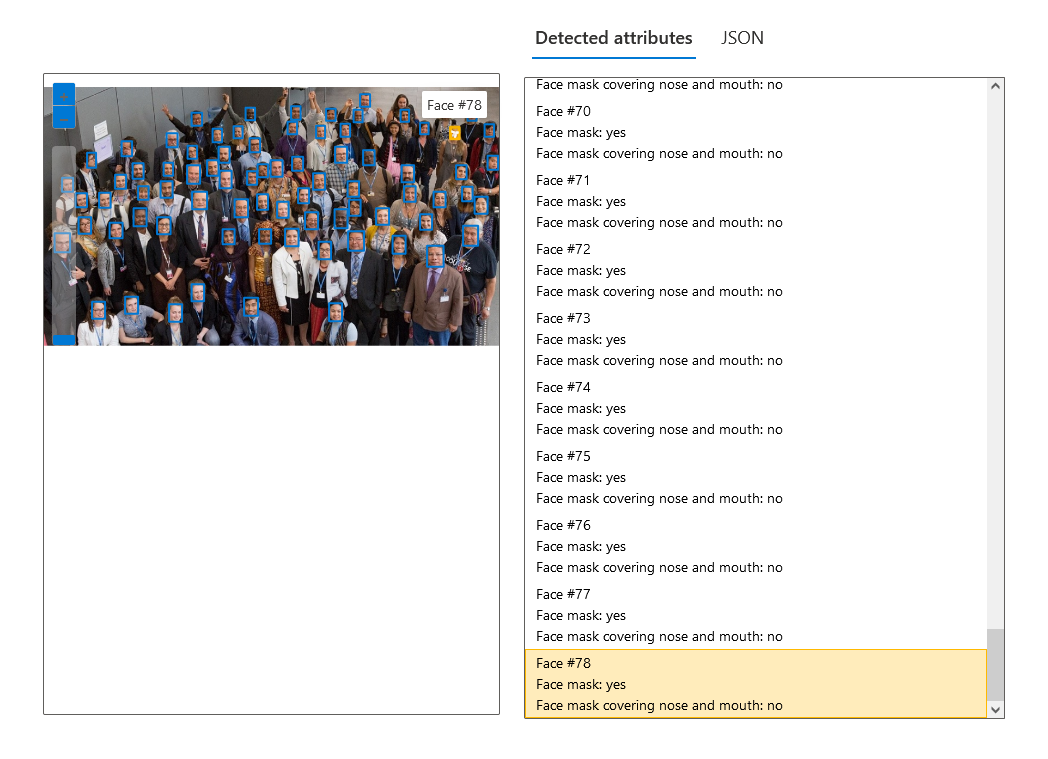 Detected attributes JSON
Face #78
Face mask covering nose and mouth: no
Face #70
Face mask: yes
Face mask covering nose and mouth: no
Face #71
Face mask: yes
Face mask covering nose and mouth: no
Face #72
Face mask: yes
Face mask covering nose and mouth: no
Face #73
Face mask: yes
Face mask covering nose and mouth: no
Face #74
Face mask: yes
Face mask covering nose and mouth: no
Face #75
Face mask: yes
Face mask covering nose and mouth: no
Face #76
Face mask: yes
Face mask covering nose and mouth: no
Face #77
Face mask: yes
Face mask covering nose and mouth: no
Face #78
Face mask: yes
Face mask covering nose and mouth: no